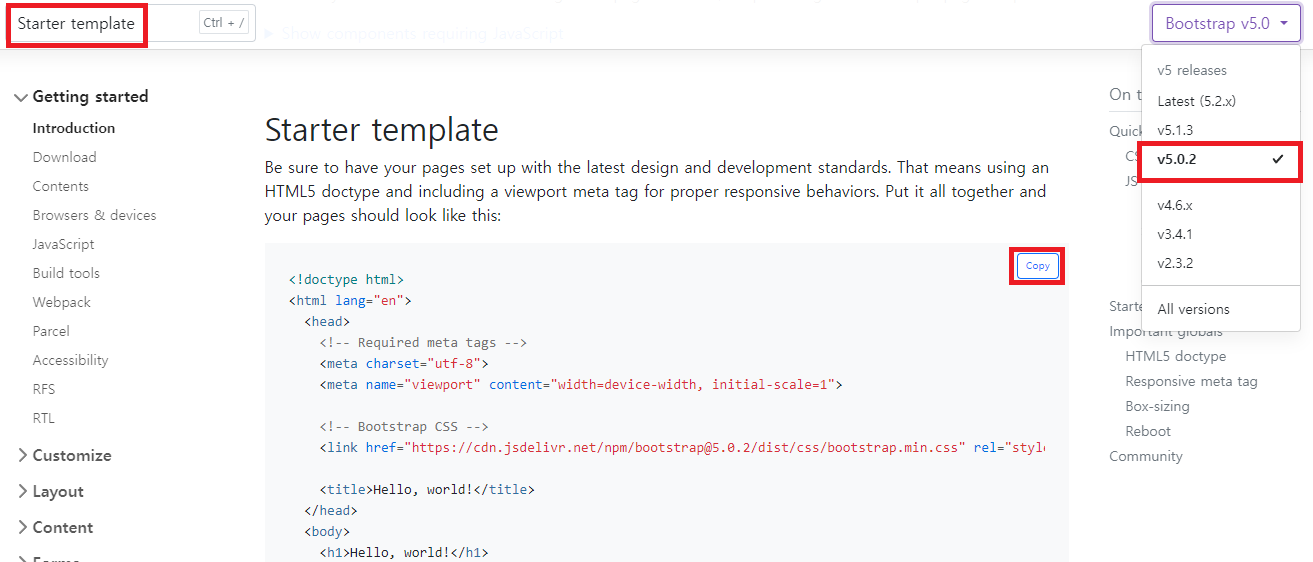 Starter template
Ctrl + /
Show components requiring JavaScript
Bootstrap v5.0
v5 releases
Latest (5.2.x)
v5.1.3
v5.0.2
v4.6.x
v3.4.1
v2.3.2
All versions
Getting started
Introduction
Download
Contents
Browsers & devices
JavaScript
Build tools
Webpack
Parcel
Accessibility
RFS
RTL
Customize
Layout
Content
Forms
Starter template
Be sure to have your pages set up with the latest design and development standards. That means using an
HTML5 doctype and including a viewport meta tag for proper responsive behaviors. Put it all together and
your pages should look like this:
Copy
<!doctype html>
<html lang="en">
  <head>
    <!-- Required meta tags -->
    <meta charset="utf-8">
    <meta name="viewport" content="width=device-width, initial-scale=1">

    <!-- Bootstrap CSS -->
    <link href="https://cdn.jsdelivr.net/npm/bootstrap@5.0.2/dist/css/bootstrap.min.css" rel="style

    <title>Hello, world!</title>
  </head>
  <body>
    <h1>Hello, world!</h1>
On t
Quick
CS
JS
Starte
Important globals
HTML5 doctype
Responsive meta tag
Box-sizing
Reboot
Community